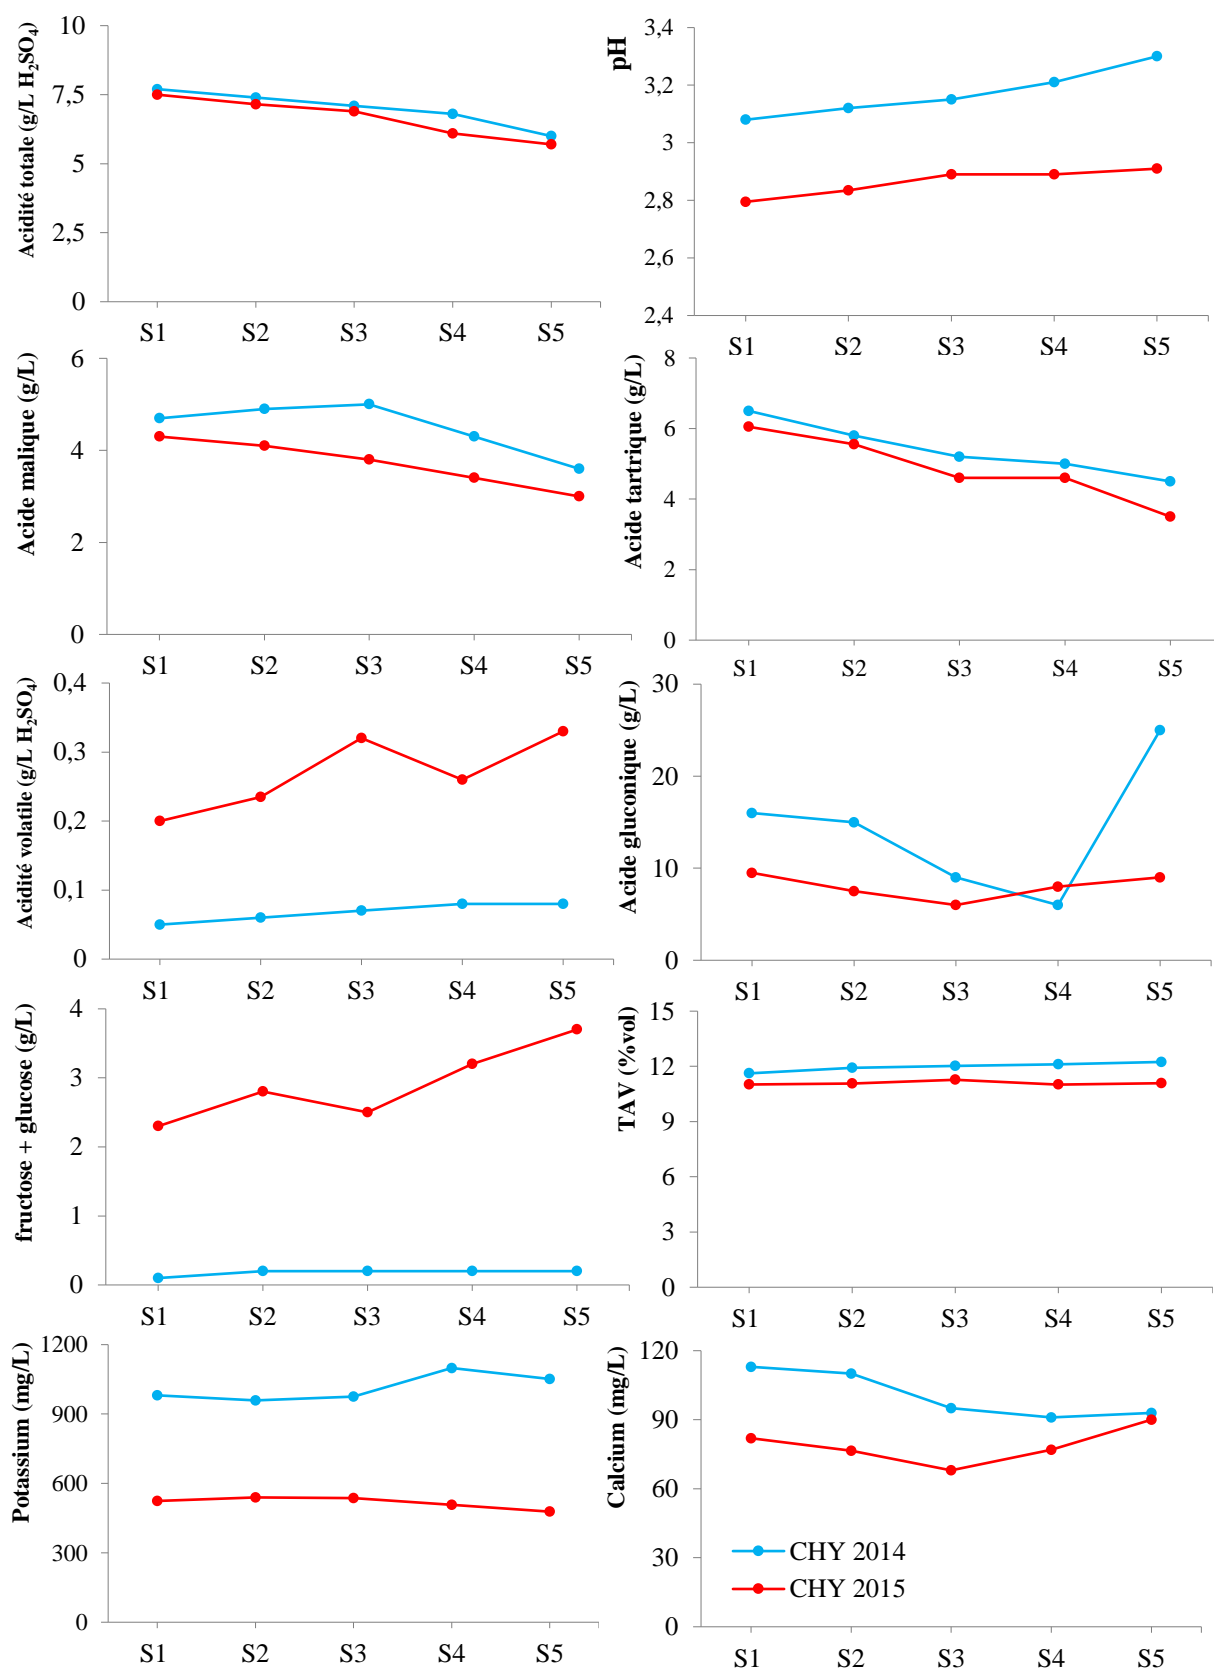 Acidité totale (g/L H₂SO₄)
10
7,5
5
2,5
0
S1 S2 S3 S4 S5
pH
3,4
3,2
3
2,8
2,6
2,4
S1 S2 S3 S4 S5
Acide malique (g/L)
6
4
2
0
S1 S2 S3 S4 S5
Acide tartrique (g/L)
8
6
4
2
0
S1 S2 S3 S4 S5
Acidité volatile (g/L H₂SO₄)
0,4
0,3
0,2
0,1
0
S1 S2 S3 S4 S5
Acide gluconique (g/L)
30
20
10
0
S1 S2 S3 S4 S5
fructose + glucose (g/L)
4
3
2
1
0
S1 S2 S3 S4 S5
TAV (%vol)
15
12
9
6
3
0
S1 S2 S3 S4 S5
Potassium (mg/L)
1200
900
600
300
0
S1 S2 S3 S4 S5
Calcium (mg/L)
120
90
60
30
0
CHY 2014
CHY 2015
S1 S2 S3 S4 S5